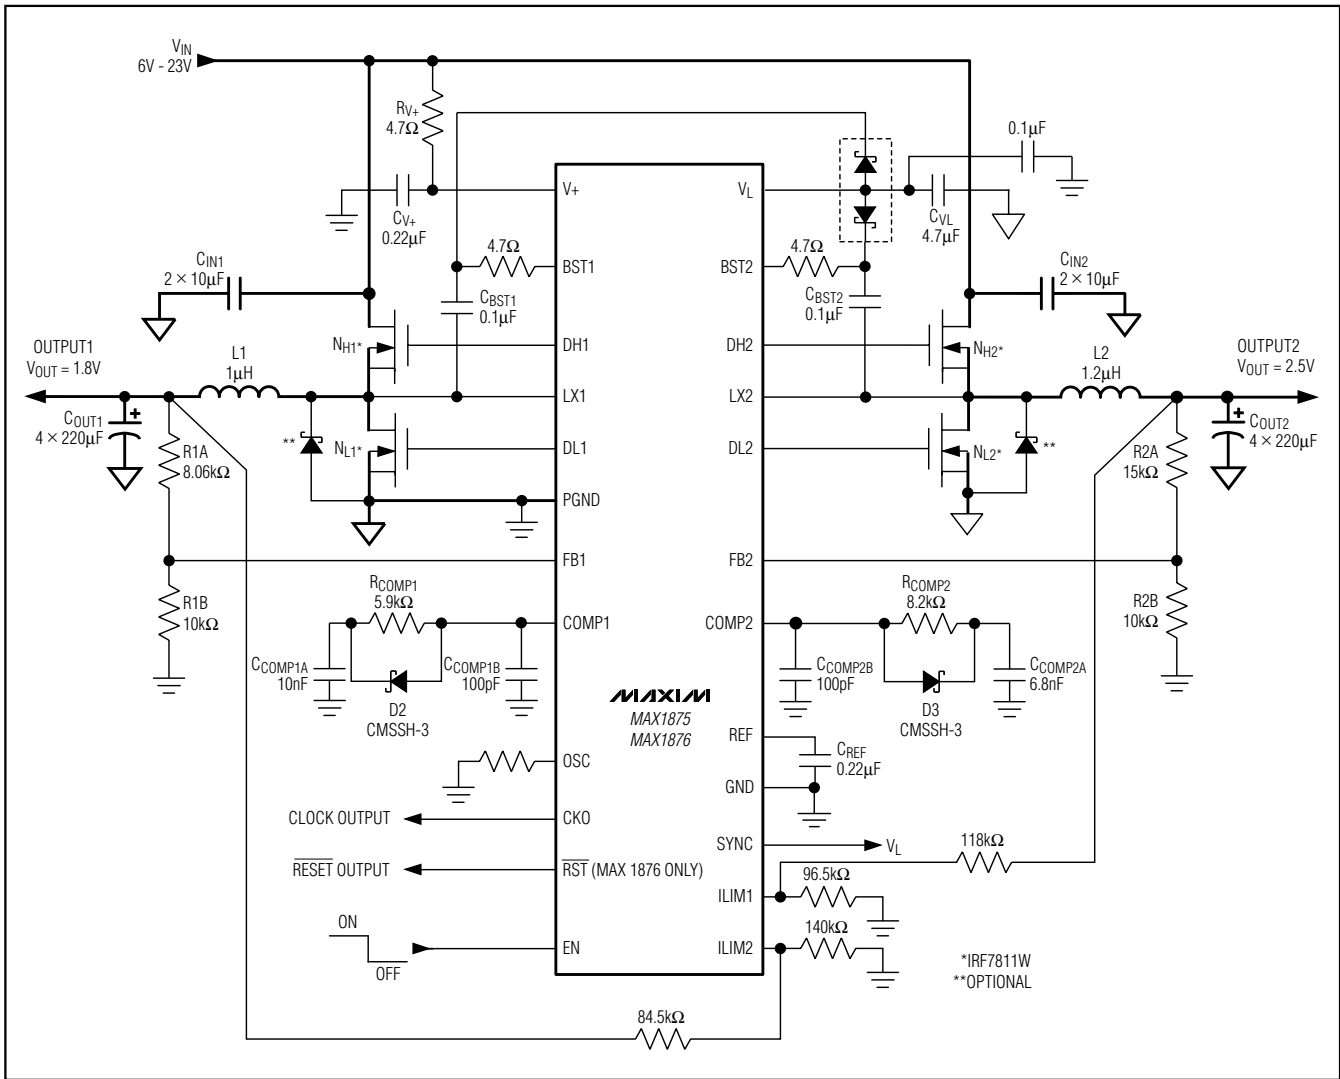 VIN
6V - 23V
RV+
4.7Ω
0.1µF
V+
VL
CV+
0.22µF
CVL
4.7µF
4.7Ω
BST1
BST2
4.7Ω
CIN1
2 × 10µF
CBST1
0.1µF
CBST2
0.1µF
CIN2
2 × 10µF
OUTPUT1
VOUT = 1.8V
L1
1µH
NH1*
DH1
DH2
NH2*
L2
1.2µH
OUTPUT2
VOUT = 2.5V
LX1
LX2
COUT1
4 × 220µF
R1A
8.06kΩ
**
NL1*
DL1
DL2
NL2*
**
R2A
15kΩ
COUT2
4 × 220µF
PGND
FB1
FB2
R1B
10kΩ
RCOMP1
5.9kΩ
COMP1
COMP2
RCOMP2
8.2kΩ
R2B
10kΩ
CCOMP1A
10nF
CCOMP1B
100pF
CCOMP2B
100pF
CCOMP2A
6.8nF
D2
CMSSH-3
D3
CMSSH-3
MAXIM
MAX1875
MAX1876
REF
CREF
0.22µF
OSC
GND
CLOCK OUTPUT
CKO
SYNC
VL
118kΩ
RESET OUTPUT
RST (MAX 1876 ONLY)
ILIM1
96.5kΩ
ON
OFF
EN
ILIM2
140kΩ
*IRF7811W
**OPTIONAL
84.5kΩ